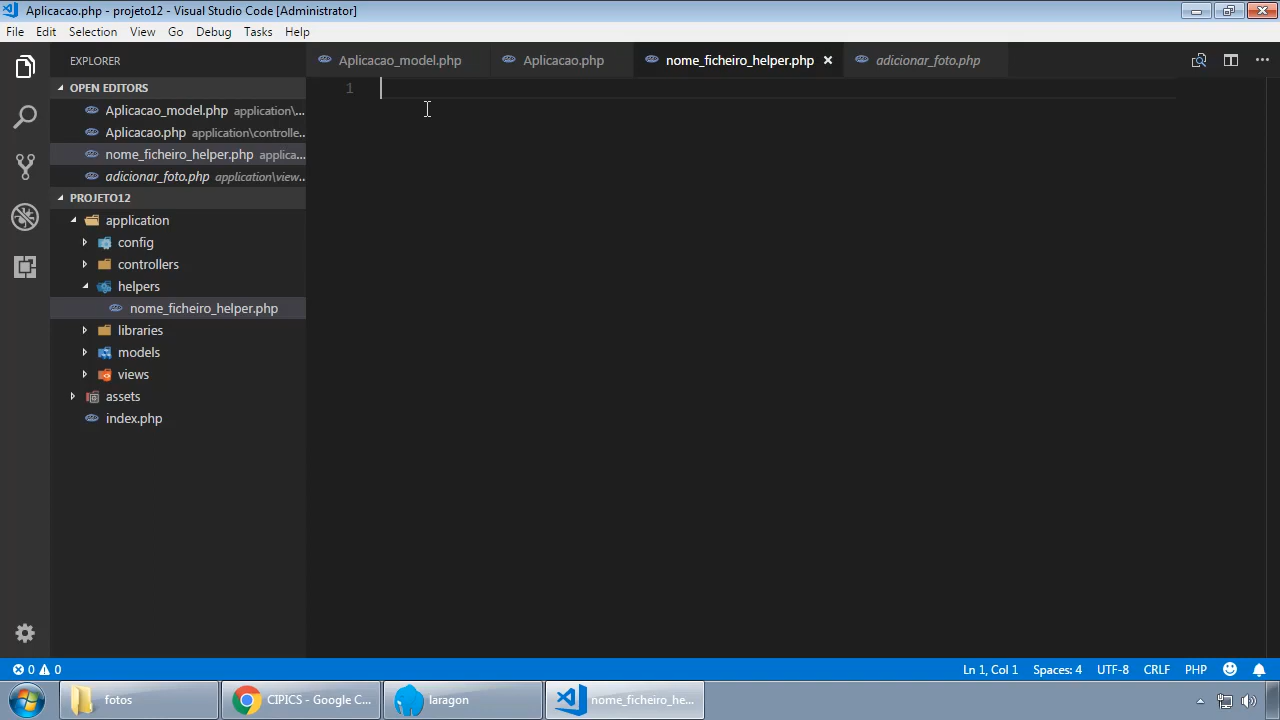 Aplicacao.php - projeto12 - Visual Studio Code [Administrator]
File Edit Selection View Go Debug Tasks Help
EXPLORER
Aplicacao_model.php Aplicacao.php nome_ficheiro_helper.php adicionar_foto.php
OPEN EDITORS
1
Aplicacao_model.php application\...
Aplicacao.php application\controlle...
nome_ficheiro_helper.php applica...
adicionar_foto.php application\view...
PROJETO12
application
config
controllers
helpers
nome_ficheiro_helper.php
libraries
models
views
assets
index.php
0 0 Ln 1, Col 1 Spaces: 4 UTF-8 CRLF PHP
fotos CIPICS - Google C... laragon nome_ficheiro_he...